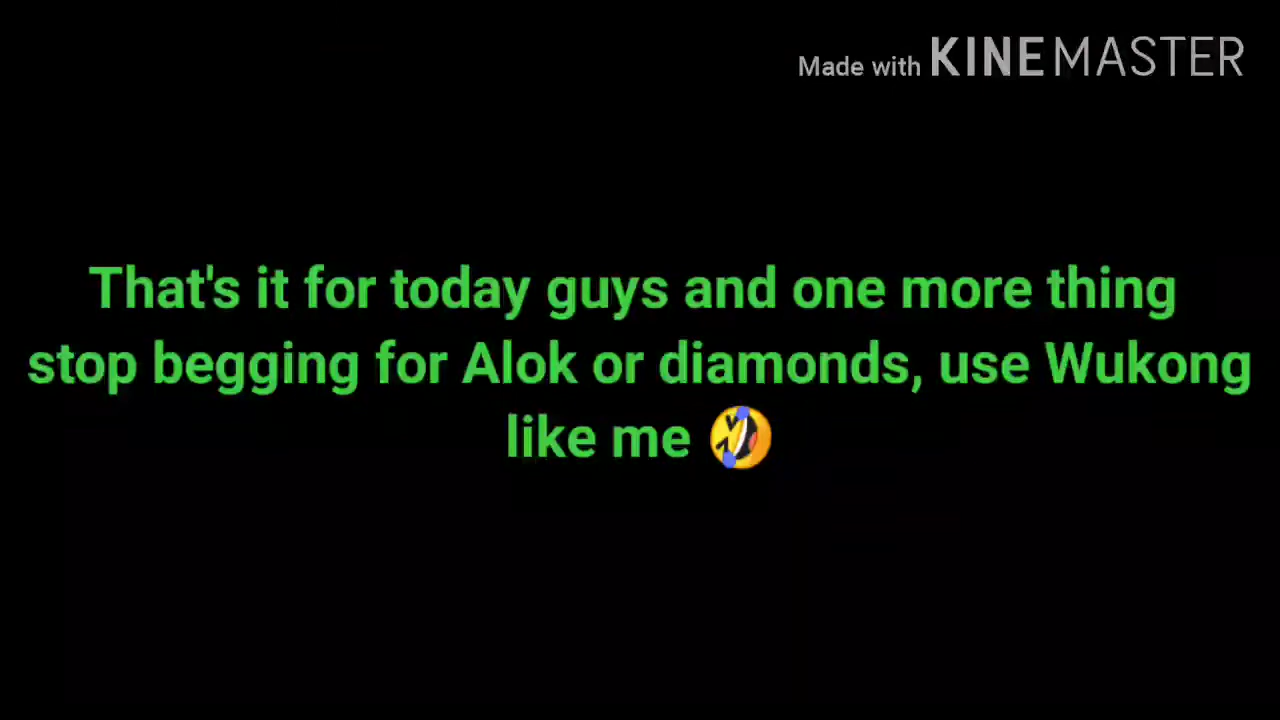 Made with KINEMASTER
That's it for today guys and one more thing
stop begging for Alok or diamonds, use Wukong
like me 🤣